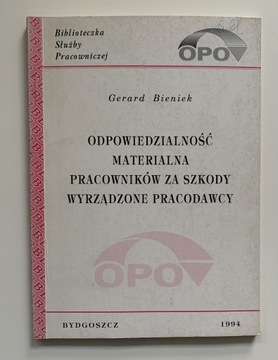 Biblioteczka
Służby
Pracowniczej
OPO
Gerard Bieniek
ODPOWIEDZIALNOŚĆ
MATERIALNA
PRACOWNIKÓW ZA SZKODY
WYRZĄDZONE PRACODAWCY
OPO
BYDGOSZCZ 1994